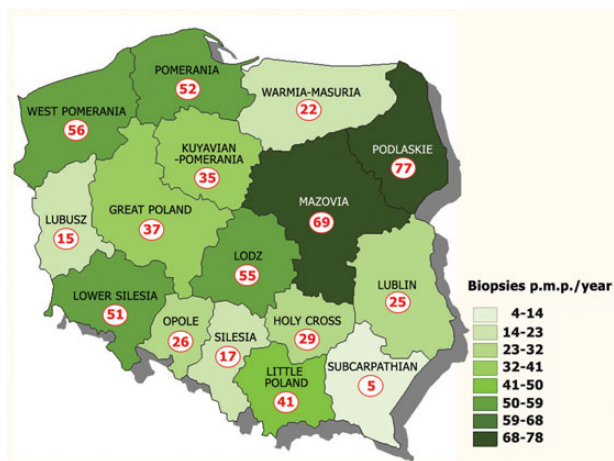 POMERANIA
52
WARMIA-MASURIA
22
WEST POMERANIA
56
KUYAVIAN
-POMERANIA
35
PODLASKIE
77
MAZOVIA
69
GREAT POLAND
37
LUBUSZ
15
LODZ
55
LUBLIN
25
LOWER SILESIA
51
OPOLE
26
SILESIA
17
HOLY CROSS
29
LITTLE
POLAND
41
SUBCARPATHIAN
5
Biopsies p.m.p./year
4-14
14-23
23-32
32-41
41-50
50-59
59-68
68-78